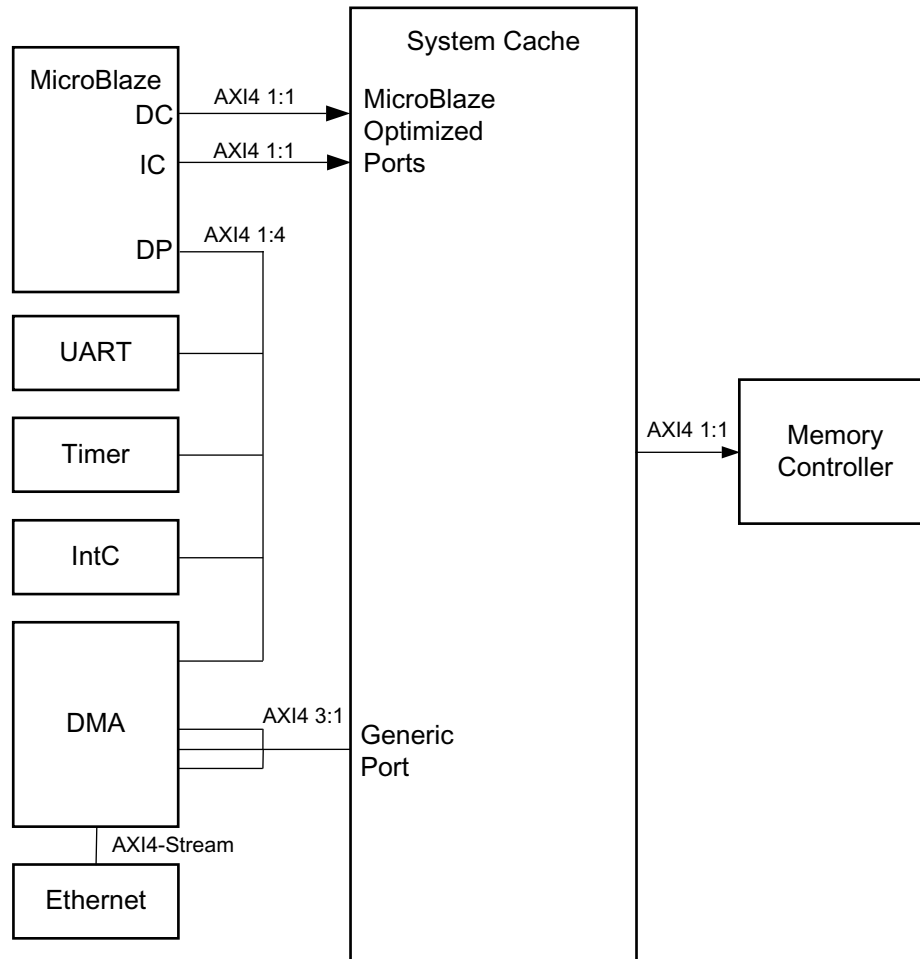 System Cache
MicroBlaze
DC
IC
DP
AXI4 1:1
AXI4 1:1
AXI4 1:4
MicroBlaze
Optimized
Ports
UART
Timer
IntC
DMA
AXI4 3:1
Generic
Port
AXI4-Stream
Ethernet
AXI4 1:1
Memory
Controller